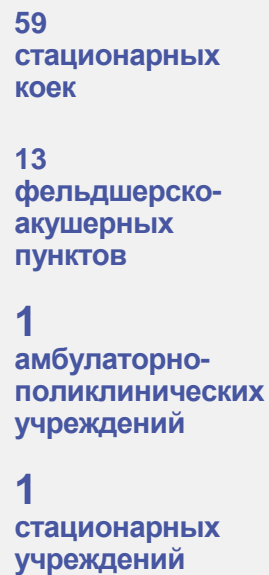 59
стационарных
коек
13
фельдшерско-
акушерных
пунктов
1
амбулаторно-
поликлинических
учреждений
1
стационарных
учреждений